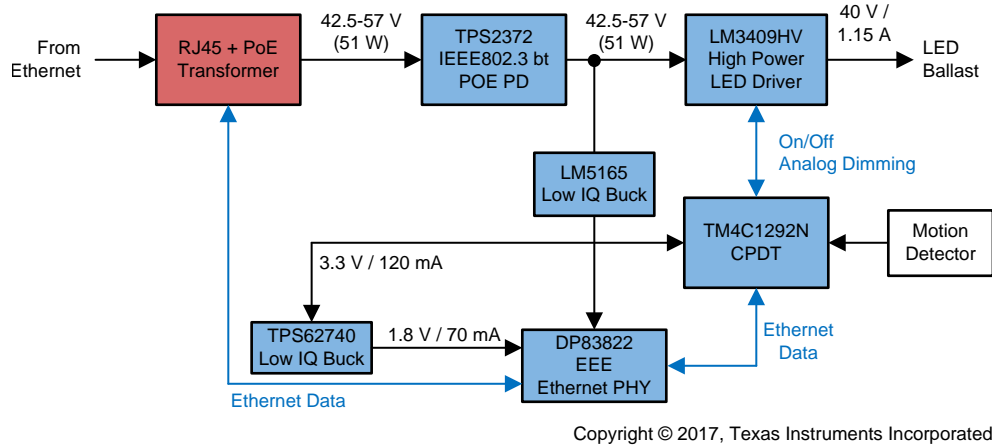 From
Ethernet
RJ45 + PoE
Transformer
42.5-57 V
(51 W)
TPS2372
IEEE802.3 bt
POE PD
42.5-57 V
(51 W)
LM3409HV
High Power
LED Driver
40 V /
1.15 A
LED
Ballast
On/Off
Analog Dimming
LM5165
Low IQ Buck
TM4C1292N
CPDT
Motion
Detector
3.3 V / 120 mA
TPS62740
Low IQ Buck
1.8 V / 70 mA
DP83822
EEE
Ethernet PHY
Ethernet
Data
Ethernet Data
Copyright © 2017, Texas Instruments Incorporated